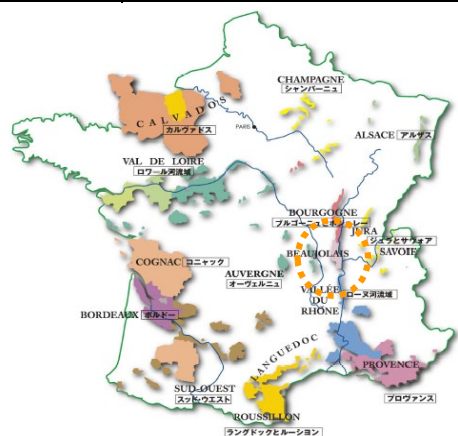 CHAMPAGNE
シャンパーニュ
CALVADOS
カルヴァドス
PARIS
ALSACE アルザス
VAL DE LOIRE
ロワール河流域
BOURGOGNE
JURA
ジュラとサヴォア
SAVOIE
BEAUJOLAIS
COGNAC コニャック
AUVERGNE
オーヴェルニュ
VALLÉE
DU
RHÔNE
ローヌ河流域
BORDEAUX ボルドー
LANGUEDOC
PROVENCE
プロヴァンス
SUD-OUEST
スッド・ウエスト
ROUSSILLON
ラングドックとルーション